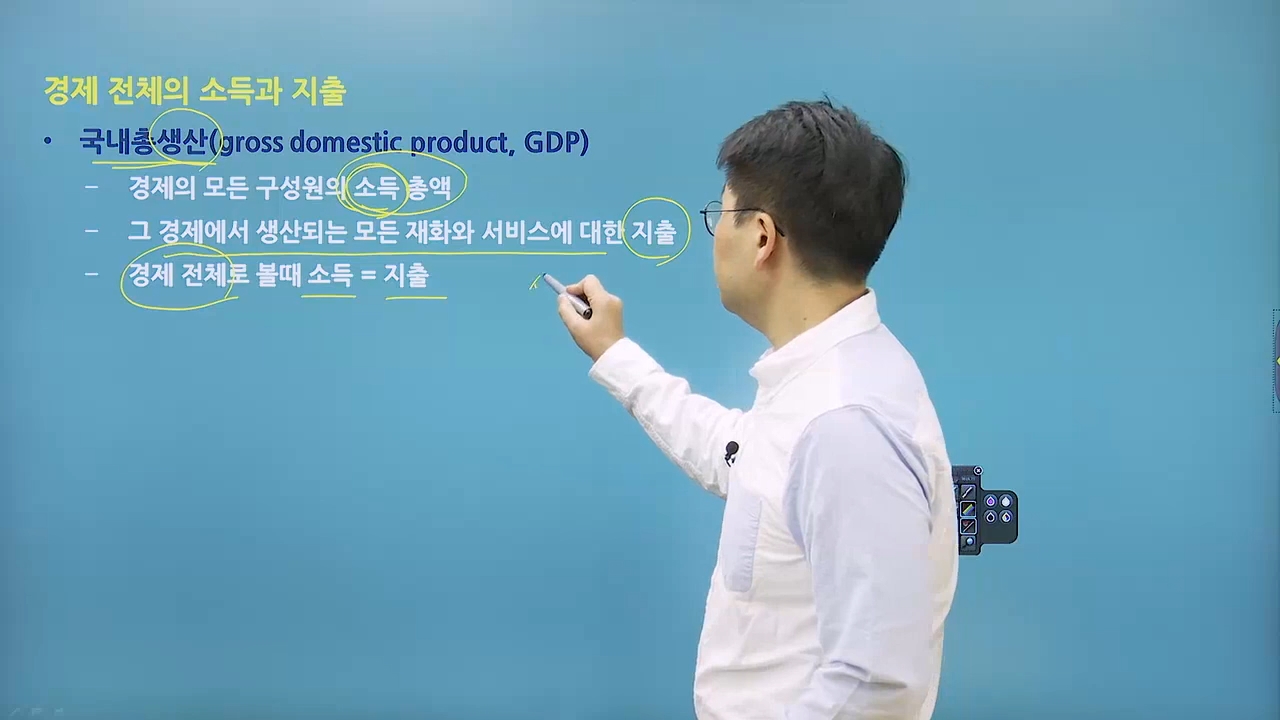 경제 전체의 소득과 지출
• 국내총생산(gross domestic product, GDP)
– 경제의 모든 구성원의 소득 총액
– 그 경제에서 생산되는 모든 재화와 서비스에 대한 지출
– 경제 전체로 볼때 소득 = 지출